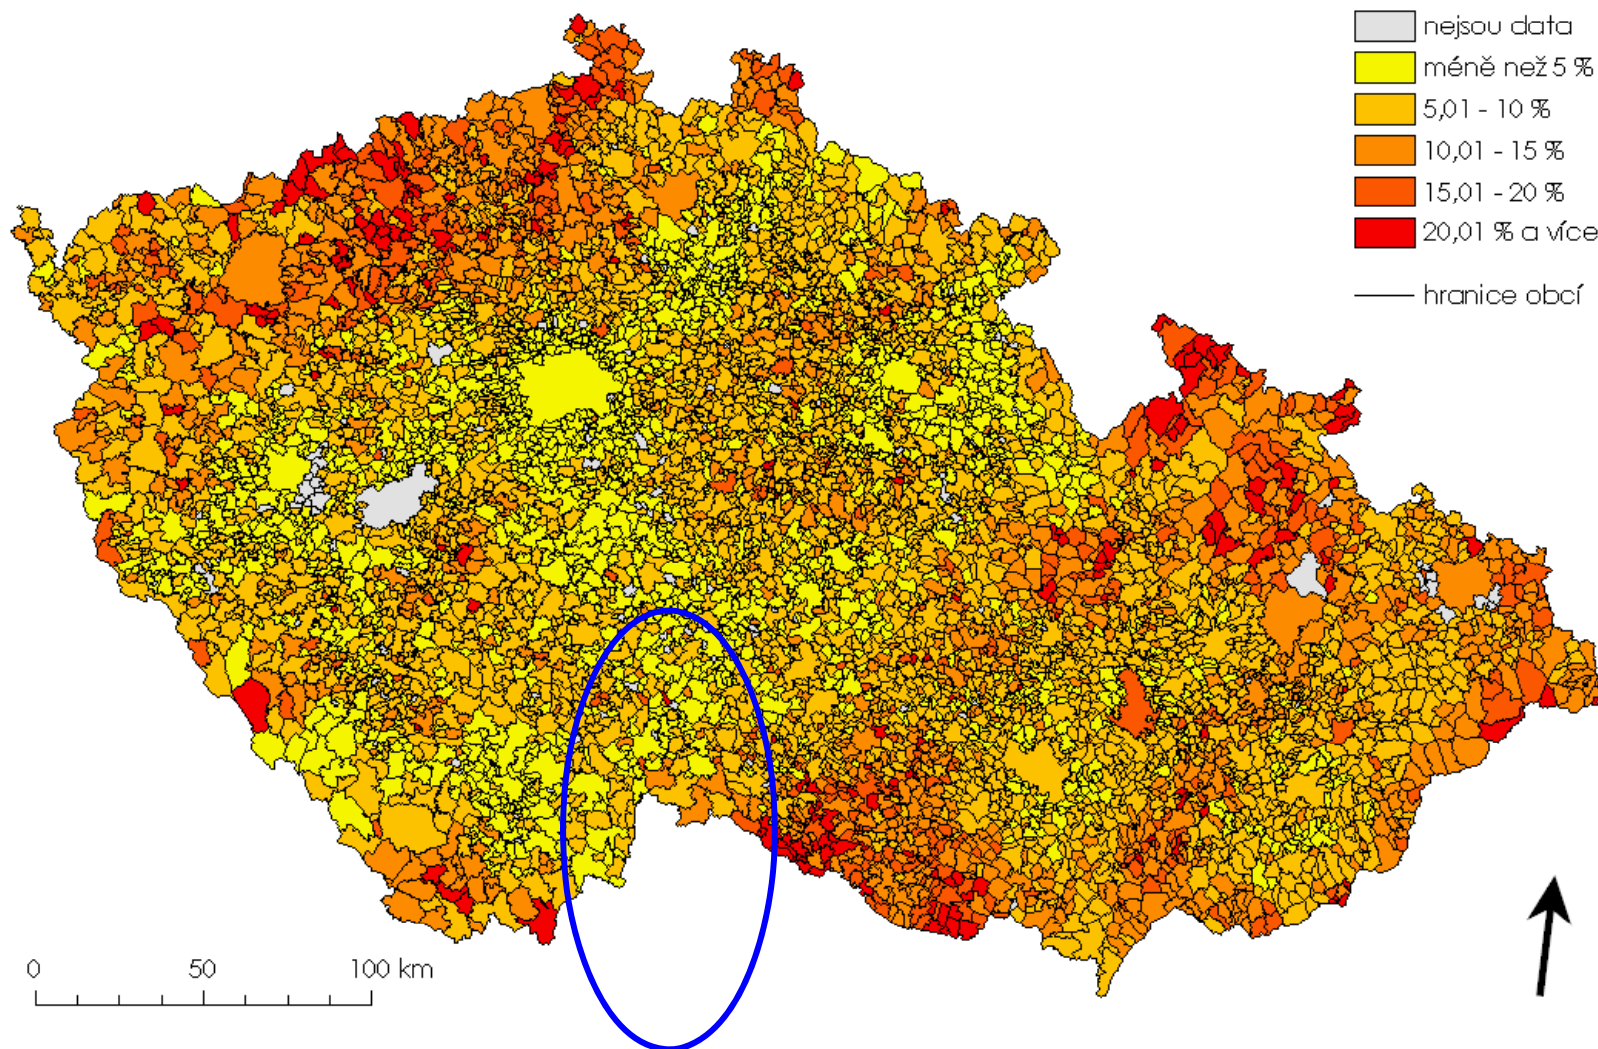 nejsou data
méně než 5 %
5,01 - 10 %
10,01 - 15 %
15,01 - 20 %
20,01 % a více
hranice obcí
0 50 100 km